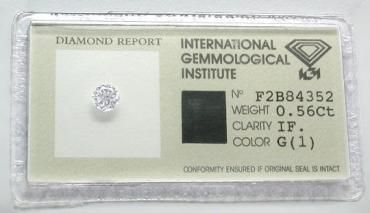 DIAMOND REPORT
INTERNATIONAL
GEMMOLOGICAL
INSTITUTE
IGI
Nº F2B84352
WEIGHT 0.56Ct
CLARITY IF.
COLOR G(1)
CONFORMITY ENSURED IF ORIGINAL SEAL IS INTACT